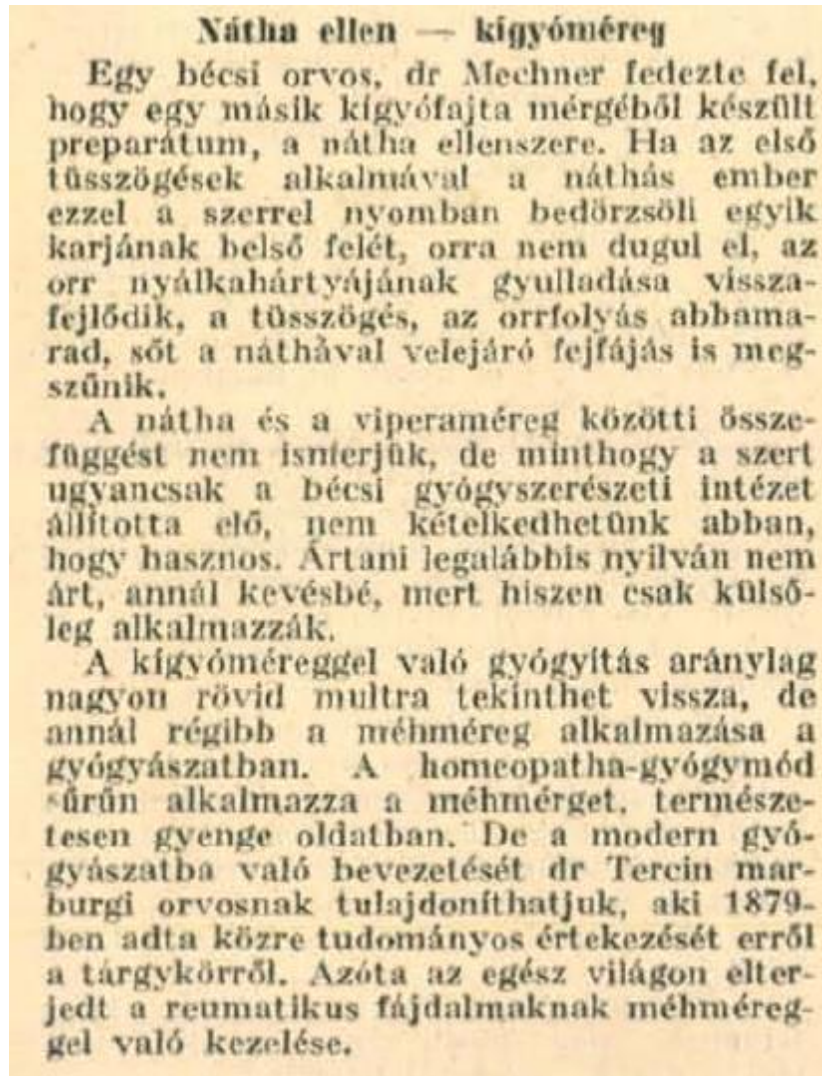 Nátha ellen — kígyóméreg
Egy bécsi orvos, dr Mechner fedezte fel,
hogy egy másik kígyófajta mérgéből készült
preparátum, a nátha ellenszere. Ha az első
tüsszögések alkalmával a náthás ember
ezzel a szerrel nyomban bedörzsöli egyik
karjának belső felét, orra nem dugul el, az
orr nyálkahártyájának gyulladása vissza-
fejlődik, a tüsszögés, az orrfolyás abbama-
rad, sőt a náthával velejáró fejfájás is meg-
szűnik.
A nátha és a viperaméreg közötti össze-
függést nem ismerjük, de minthogy a szert
ugyancsak a bécsi gyógyszerészeti intézet
állította elő, nem kételkedhetünk abban,
hogy hasznos. Ártani legalábbis nyilván nem
árt, annál kevésbé, mert hiszen csak külső-
leg alkalmazzák.
A kígyóméreggel való gyógyítás aránylag
nagyon rövid multra tekinthet vissza, de
annál régibb a méhméreg alkalmazása a
gyógyászatban. A homeopatha-gyógymód
sűrűn alkalmazza a méhmérget, természe-
tesen gyenge oldatban. De a modern gyó-
gyászatba való bevezetését dr Tercin mar-
burgi orvosnak tulajdoníthatjuk, aki 1879-
ben adta közre tudományos értekezését erről
a tárgykörről. Azóta az egész világon elter-
jedt a reumatikus fájdalmaknak méhméreg-
gel való kezelése.